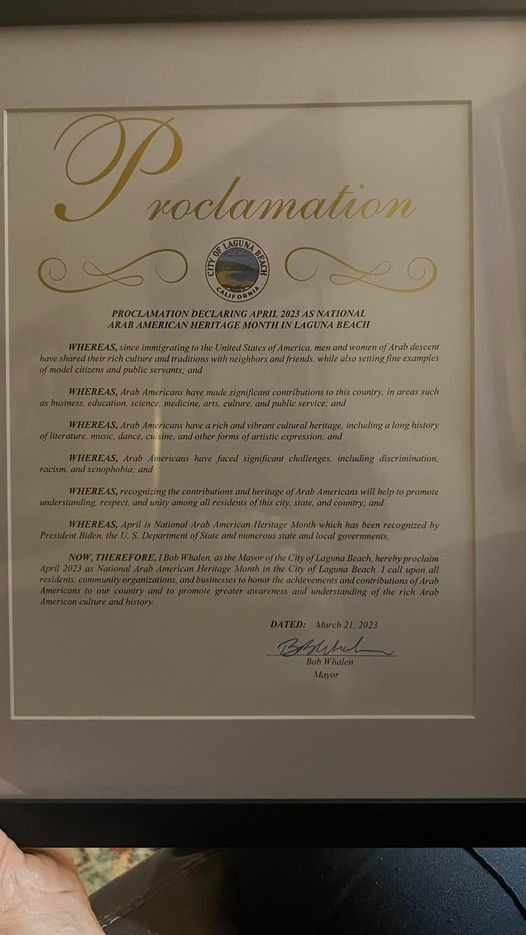 Proclamation
CITY OF LAGUNA BEACH
CALIFORNIA
PROCLAMATION DECLARING APRIL 2023 AS NATIONAL
ARAB AMERICAN HERITAGE MONTH IN LAGUNA BEACH
WHEREAS, since immigrating to the United States of America, men and women of Arab descent
have shared their rich culture and traditions with neighbors and friends, while also setting fine examples
of model citizens and public servants; and
WHEREAS, Arab Americans have made significant contributions to this country, in areas such
as business, education, science, medicine, arts, culture, and public service; and
WHEREAS, Arab Americans have a rich and vibrant cultural heritage, including a long history
of literature, music, dance, cuisine, and other forms of artistic expression; and
WHEREAS, Arab Americans have faced significant challenges, including discrimination,
racism, and xenophobia; and
WHEREAS, recognizing the contributions and heritage of Arab Americans will help to promote
understanding, respect, and unity among all residents of this city, state, and country; and
WHEREAS, April is National Arab American Heritage Month which has been recognized by
President Biden, the U. S. Department of State and numerous state and local governments.
NOW, THEREFORE, I Bob Whalen, as the Mayor of the City of Laguna Beach, hereby proclaim
April 2023 as National Arab American Heritage Month in the City of Laguna Beach. I call upon all
residents, community organizations, and businesses to honor the achievements and contributions of Arab
Americans to our country and to promote greater awareness and understanding of the rich Arab
American culture and history.
DATED: March 21, 2023
Bob Whalen
Bob Whalen
Mayor